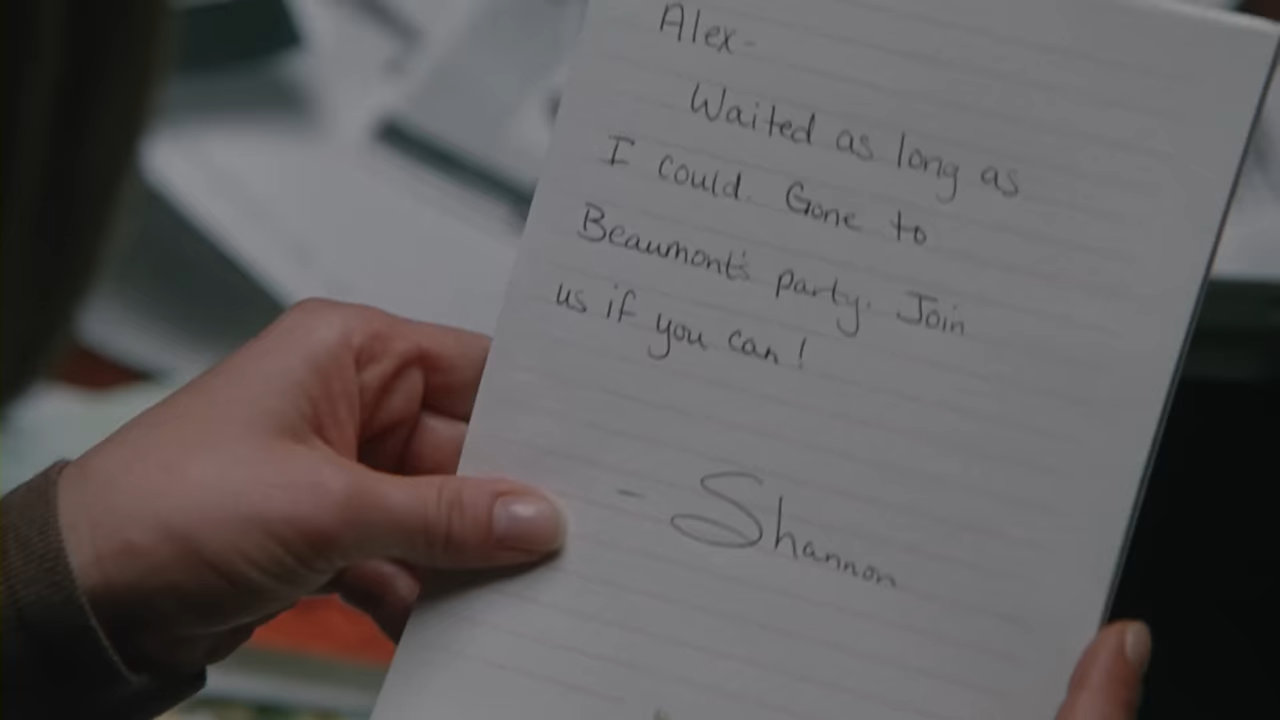 Alex-
Waited as long as
I could. Gone to
Beaumont's party. Join
us if you can!
- Shannon